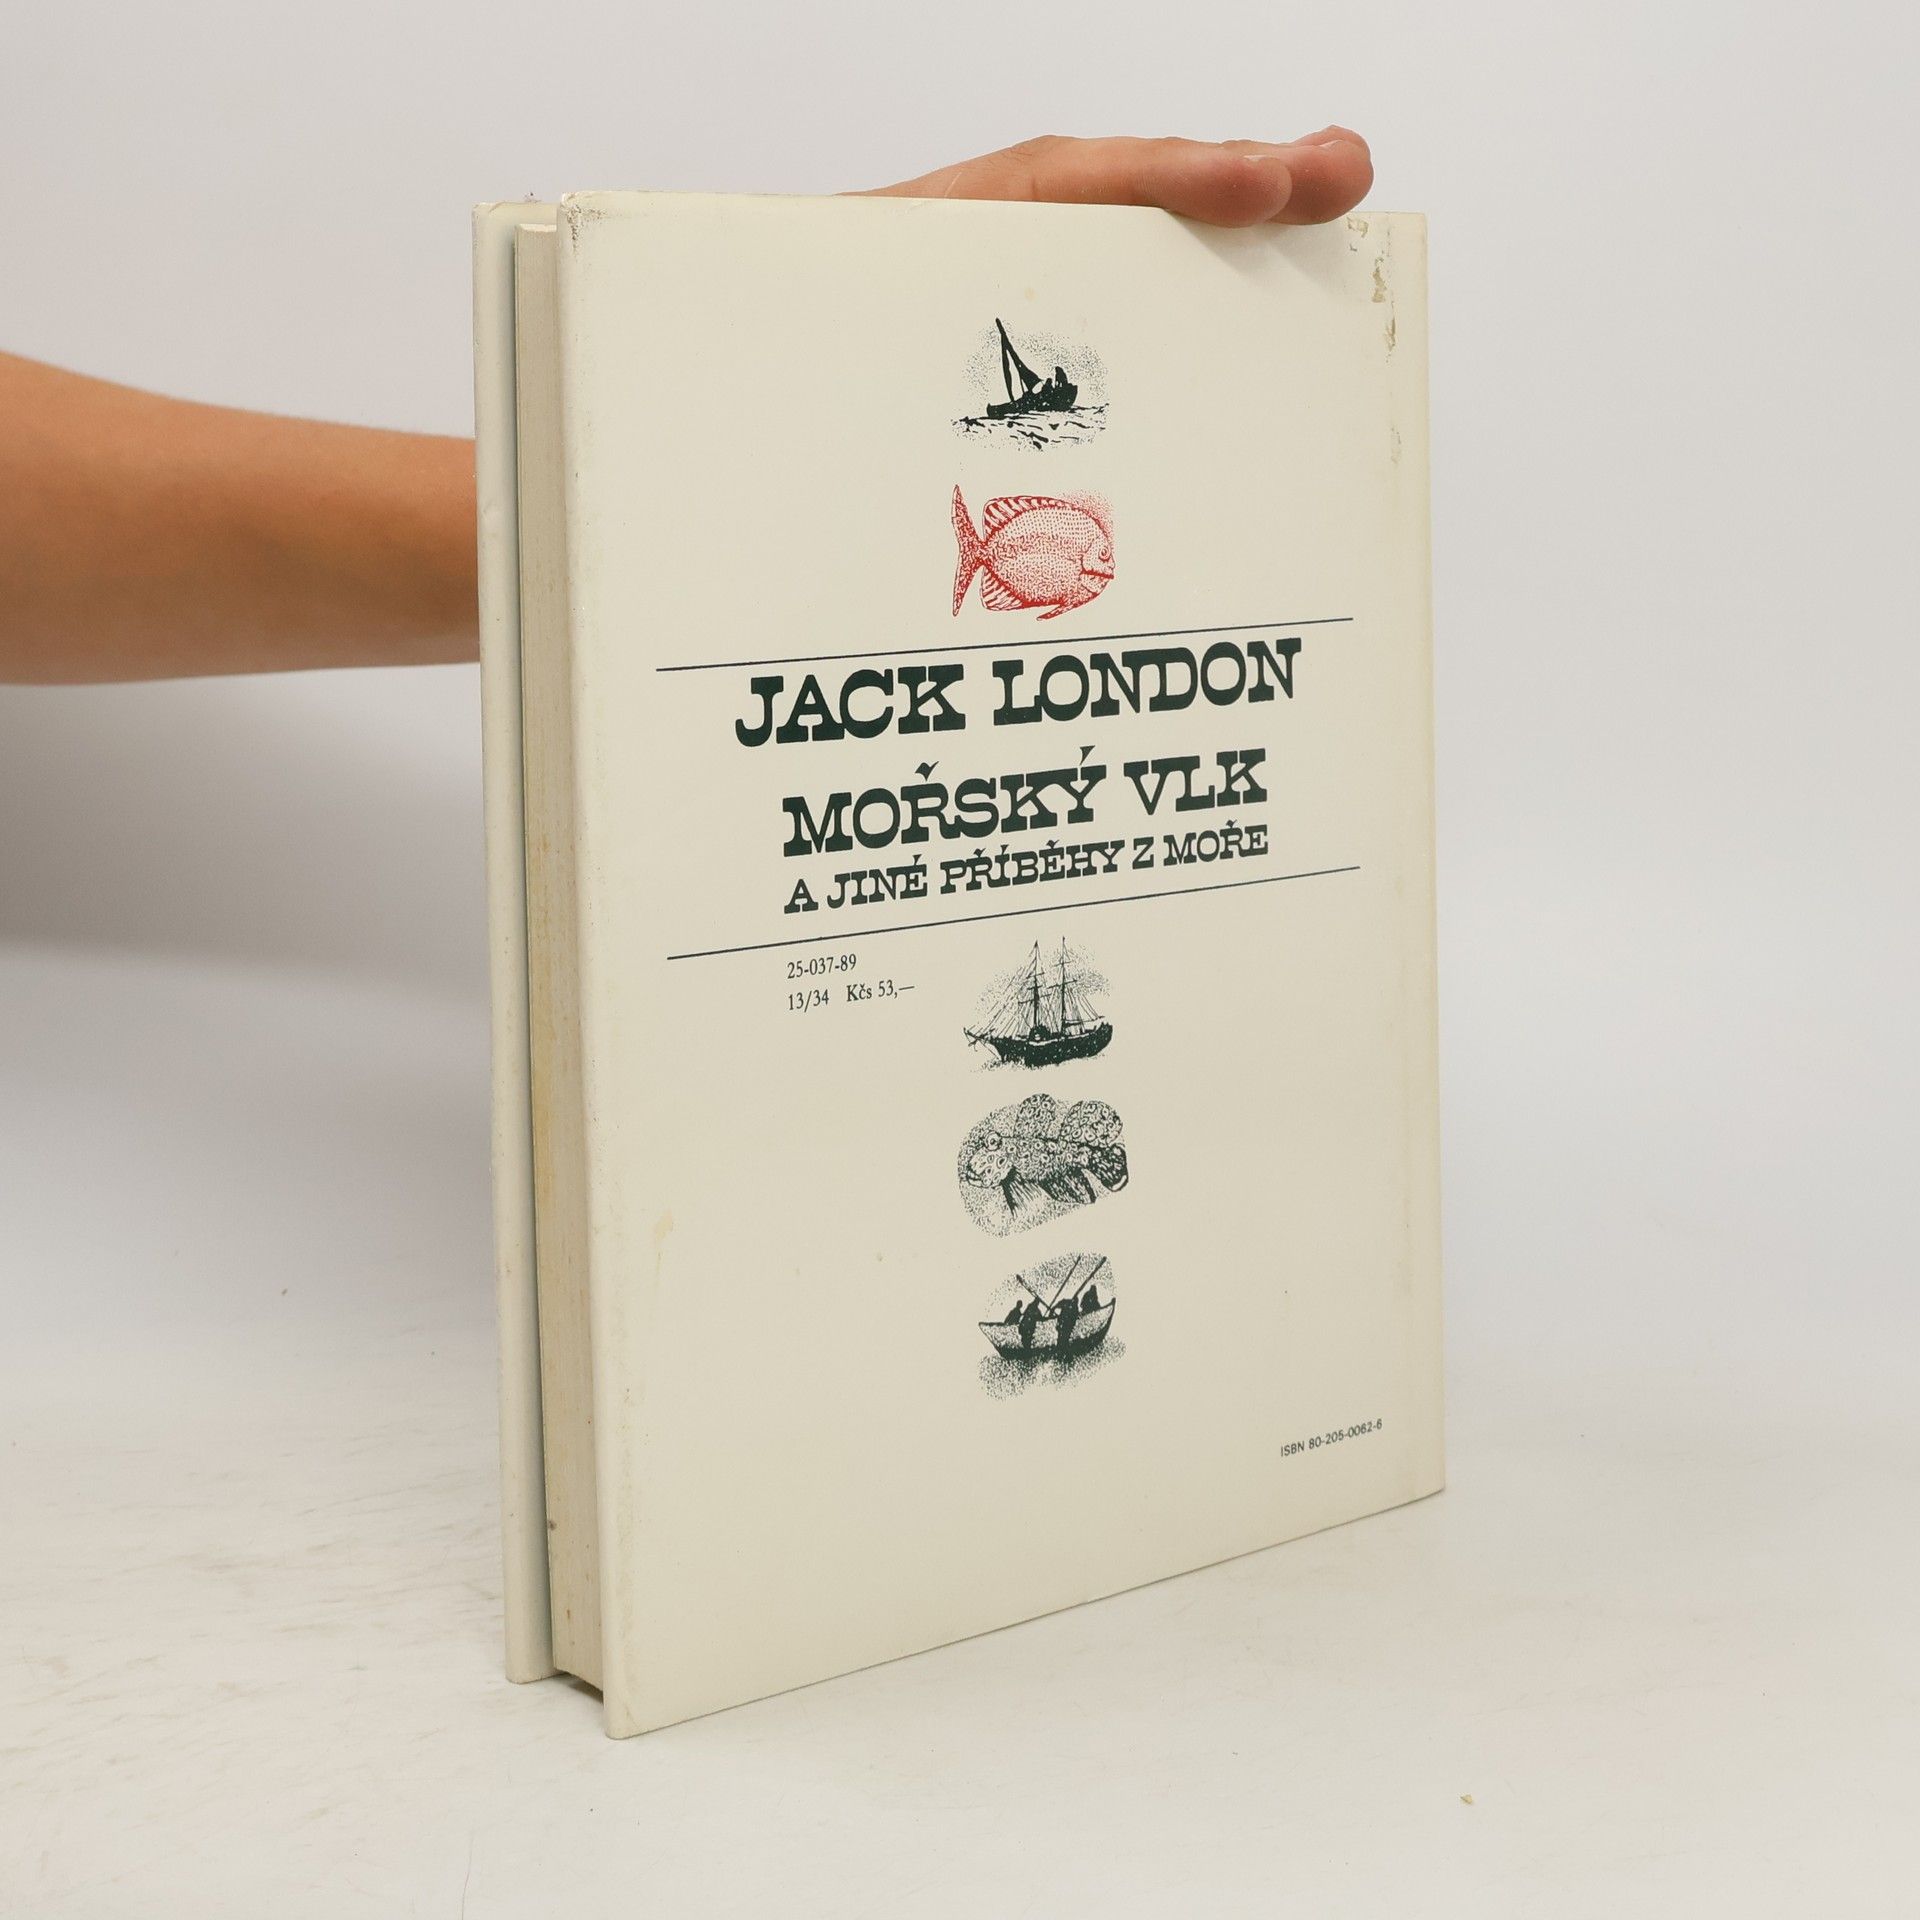 JACK LONDON
MOŘSKÝ VLK
A JINÉ PŘÍBĚHY Z MOŘE
25-037-89
13/34 Kčs 53,—
ISBN 80-205-0062-6